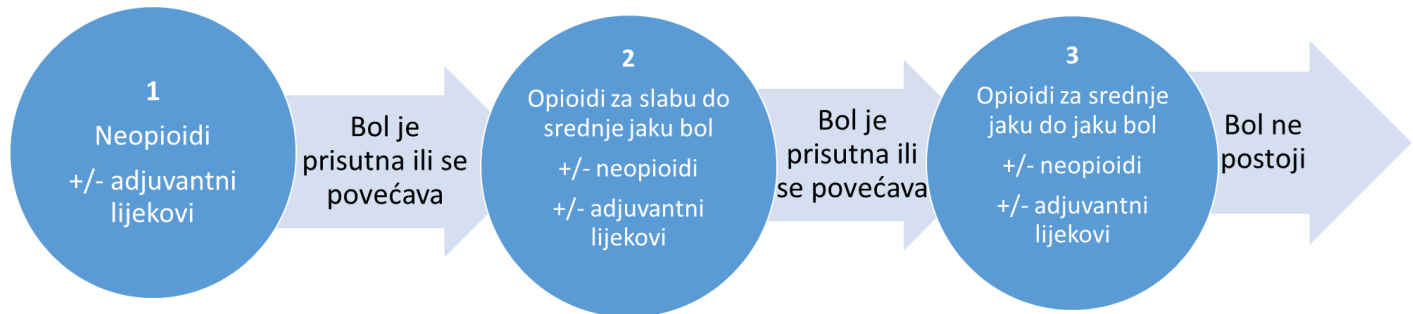 1
Neopioidi
+/- adjuvantni
lijekovi
Bol je
prisutna ili se
povećava
2
Opioidi za slabu do
srednje jaku bol
+/- neopioidi
+/- adjuvantni
lijekovi
Bol je
prisutna ili
se povećava
3
Opioidi za srednje
jaku do jaku bol
+/- neopioidi
+/- adjuvantni
lijekovi
Bol ne
postoji